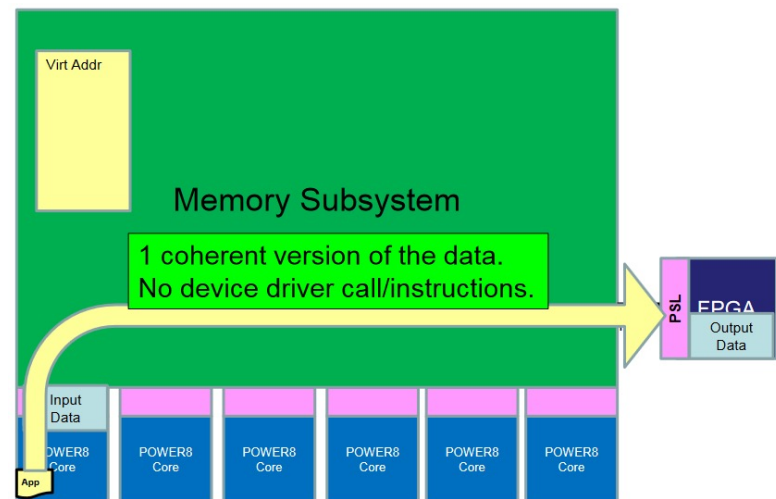 Virt Addr
Memory Subsystem
1 coherent version of the data.
No device driver call/instructions.
PSL
FPGA
Output
Data
Input
Data
POWER8
Core
POWER8
Core
POWER8
Core
POWER8
Core
POWER8
Core
POWER8
Core
App